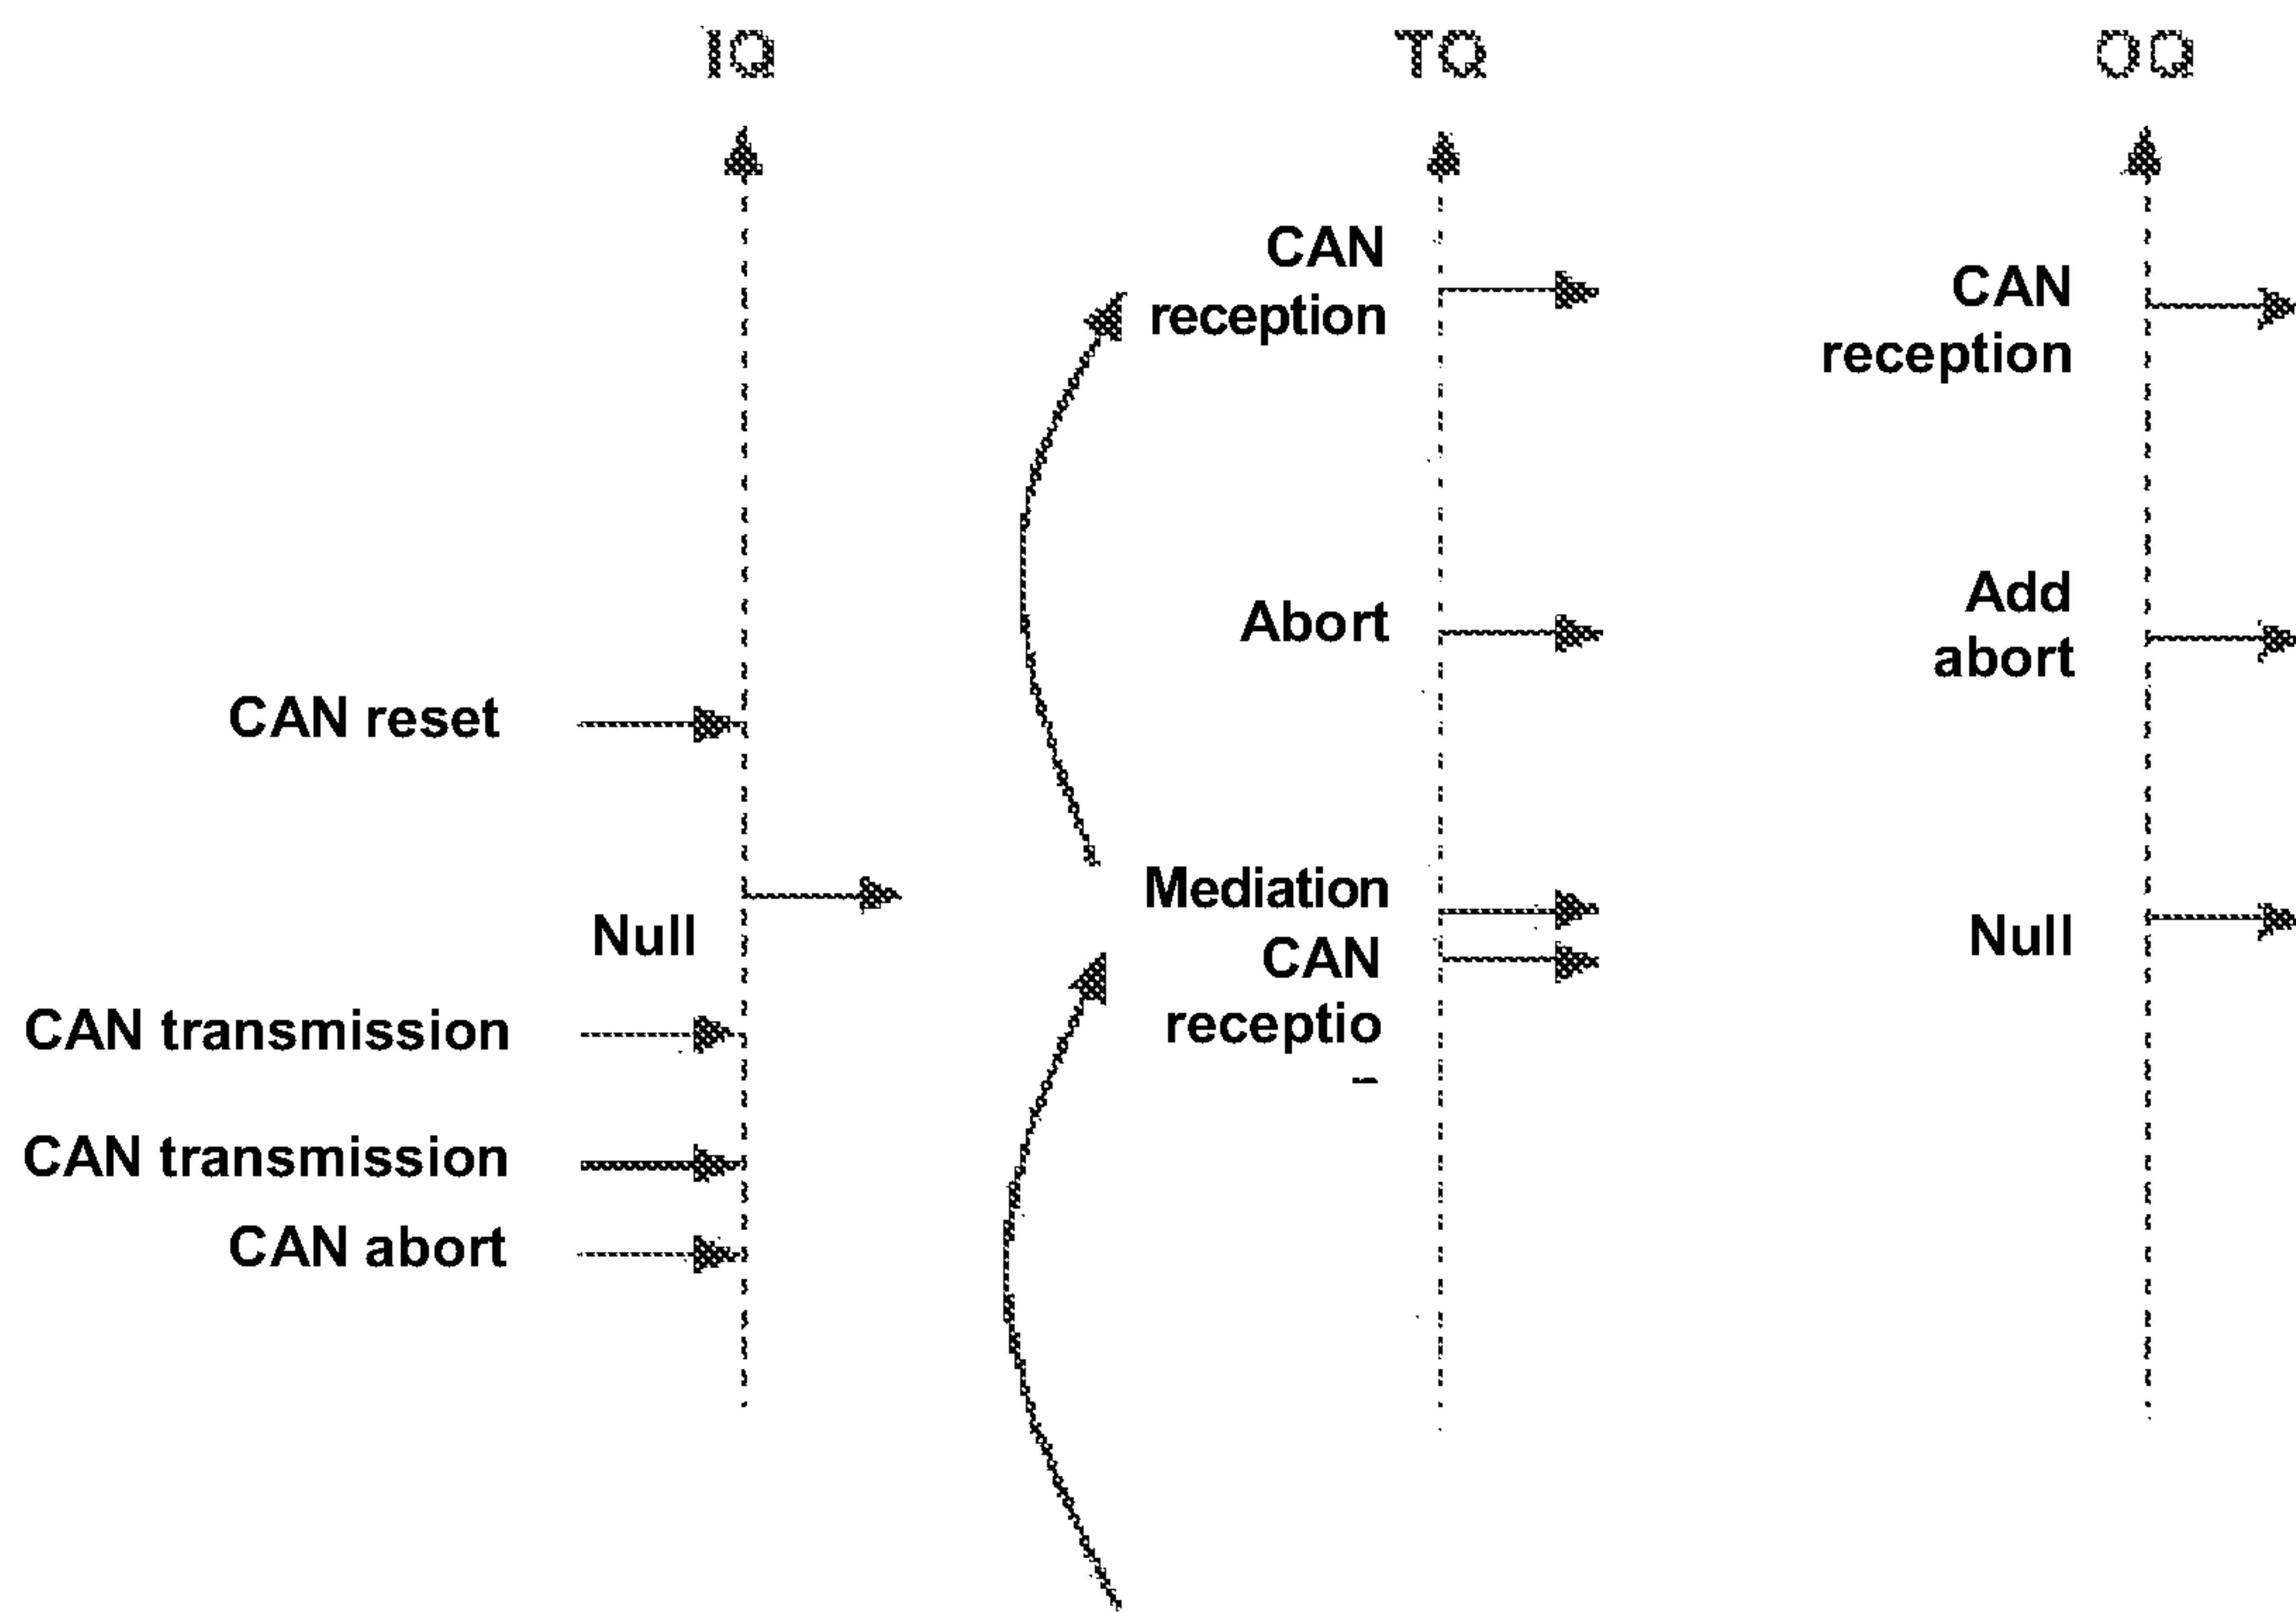 IQ
TQ
OQ
CAN
reception
CAN
reception
Abort
Add
abort
CAN reset
Mediation
Null
CAN
receptio
Null
CAN transmission
CAN transmission
CAN abort